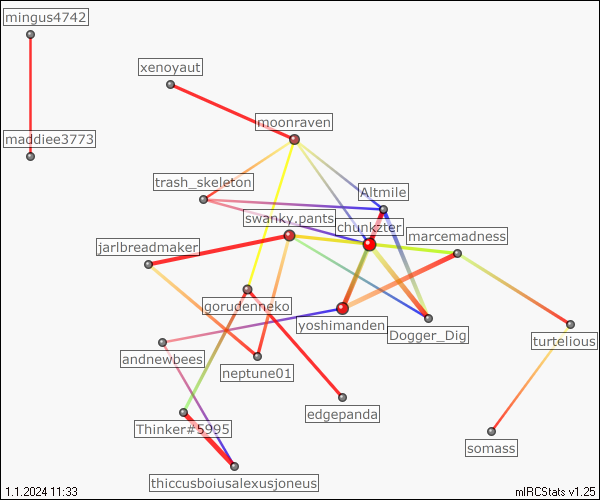 mingus4742
xenoyaut
moonraven
maddiee3773
trash_skeleton
Altmile
swanky.pants
chunkzter
marcemadness
jarlbreadmaker
gorudenneko
yoshimanden
Dogger_Dig
turtelious
andnewbees
neptune01
edgepanda
Thinker#5995
somass
thiccusboiusalexusjoneus
1.1.2024 11:33
mIRCStats v1.25